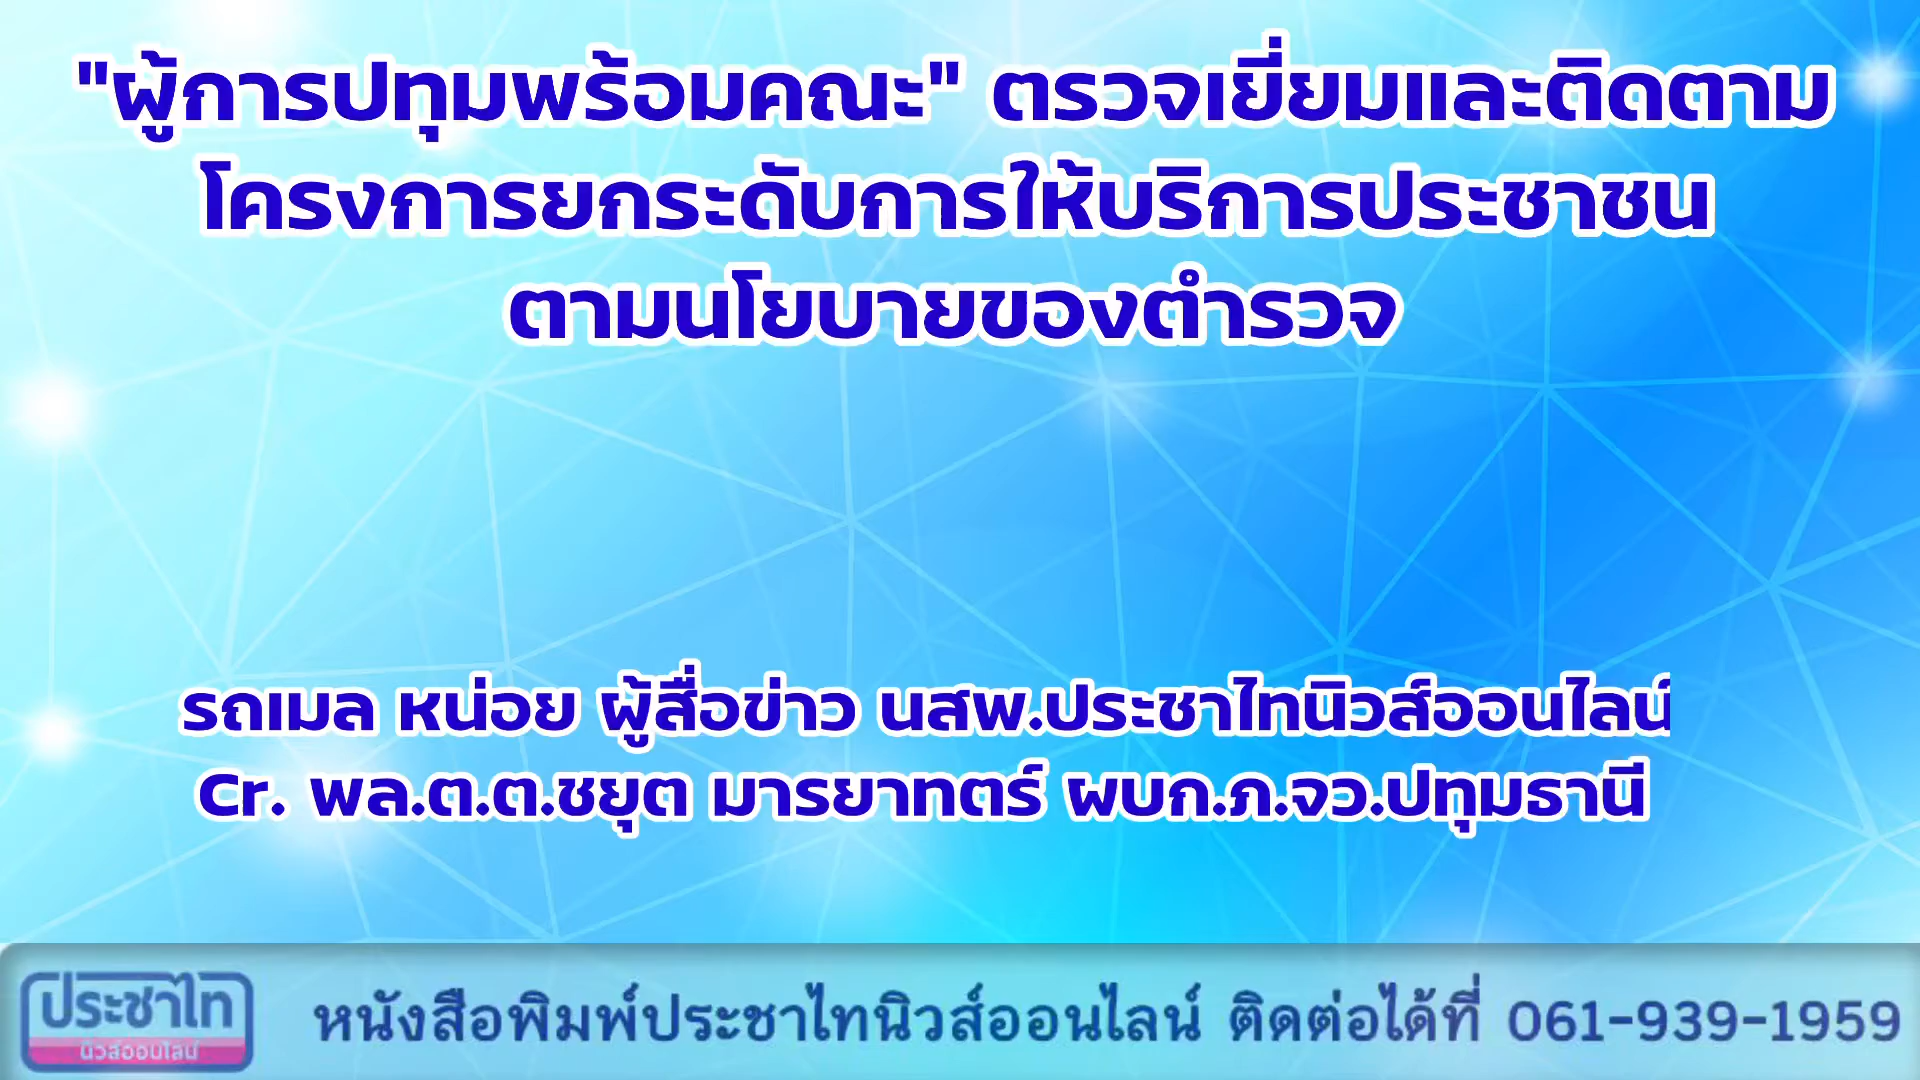 "ผู้การปทุมพร้อมคณะ" ตรวจเยี่ยมและติดตาม
โครงการยกระดับการให้บริการประชาชน
ตามนโยบายของตำรวจ
รถเมล หน่อย ผู้สื่อข่าว นสพ.ประชาไทนิวส์ออนไลน์
Cr. พล.ต.ต.ชยุต มารยาทตร์ ผบก.ภ.จว.ปทุมธานี
ประชาไท
นิวส์ออนไลน์
หนังสือพิมพ์ประชาไทนิวส์ออนไลน์ ติดต่อได้ที่ 061-939-1959